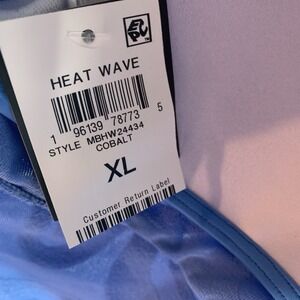 HEAT WAVE
1 96139 78773 5
STYLE MBHW24434
COBALT
XL
Customer Return Label